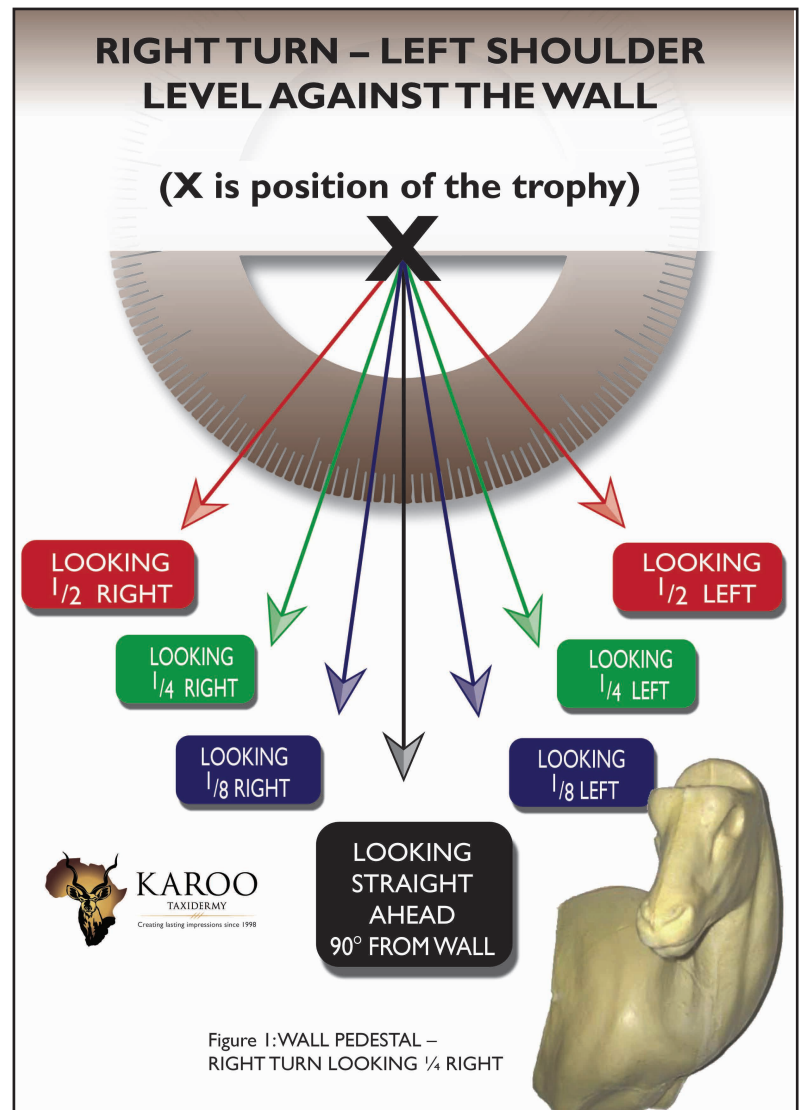 RIGHT TURN – LEFT SHOULDER
LEVEL AGAINST THE WALL
(X is position of the trophy)
X
LOOKING
1/2 RIGHT
LOOKING
1/2 LEFT
LOOKING
1/4 RIGHT
LOOKING
1/4 LEFT
LOOKING
1/8 RIGHT
LOOKING
1/8 LEFT
LOOKING
STRAIGHT
AHEAD
90° FROM WALL
KAROO
TAXIDERMY
Creating lasting impressions since 1998
Figure 1: WALL PEDESTAL –
RIGHT TURN LOOKING ¼ RIGHT